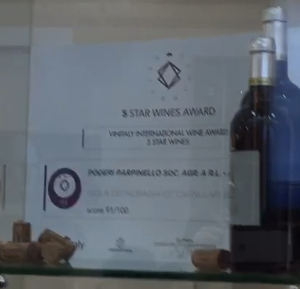 5 STAR WINES AWARD
VINITALY INTERNATIONAL WINE AWARD
5 STAR WINES
PODERI PARPINELLO SOC. AGR. A R.L.
score 91/100